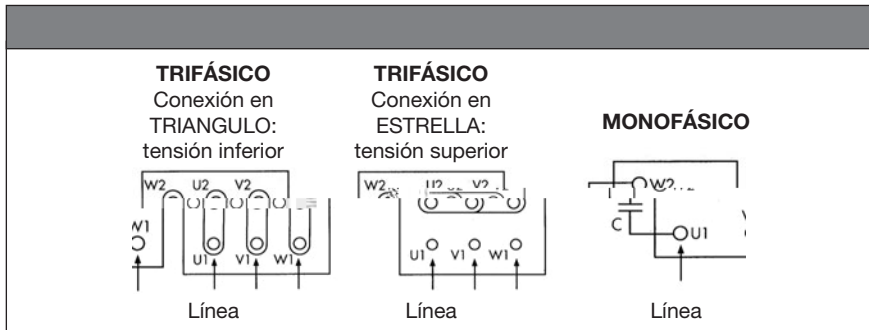 TRIFÁSICO
Conexión en
TRIANGULO:
tensión inferior
W2 U2 V2
W1
U1 V1 W1
Línea
TRIFÁSICO
Conexión en
ESTRELLA:
tensión superior
W2 U2 V2
U1 V1 W1
Línea
MONOFÁSICO
W2
C
U1
Línea